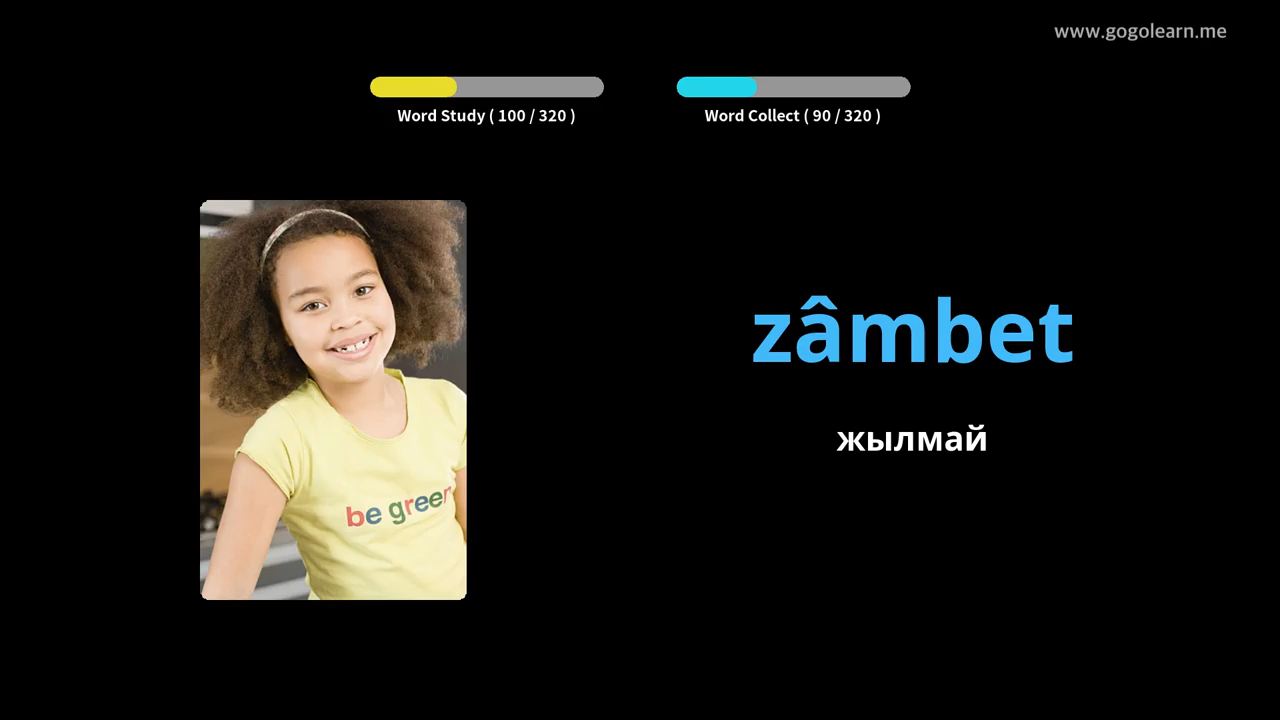 www.gogolearn.me
Word Study ( 100 / 320 )
Word Collect ( 90 / 320 )
zâmbet
жылмай
be green